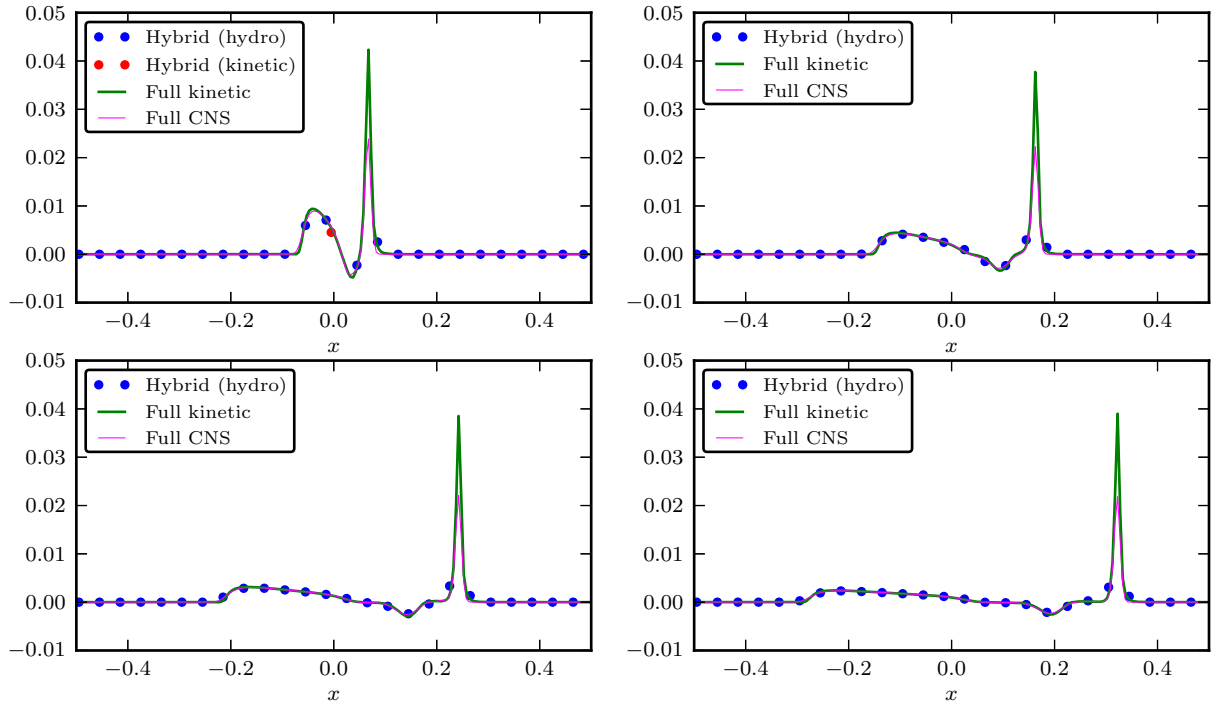 0.05
0.04
0.03
0.02
0.01
0.00
−0.01
Hybrid (hydro)
Hybrid (kinetic)
Full kinetic
Full CNS
−0.4 −0.2 0.0 0.2 0.4
x
0.05
0.04
0.03
0.02
0.01
0.00
−0.01
Hybrid (hydro)
Full kinetic
Full CNS
−0.4 −0.2 0.0 0.2 0.4
x
0.05
0.04
0.03
0.02
0.01
0.00
−0.01
Hybrid (hydro)
Full kinetic
Full CNS
−0.4 −0.2 0.0 0.2 0.4
x
0.05
0.04
0.03
0.02
0.01
0.00
−0.01
Hybrid (hydro)
Full kinetic
Full CNS
−0.4 −0.2 0.0 0.2 0.4
x